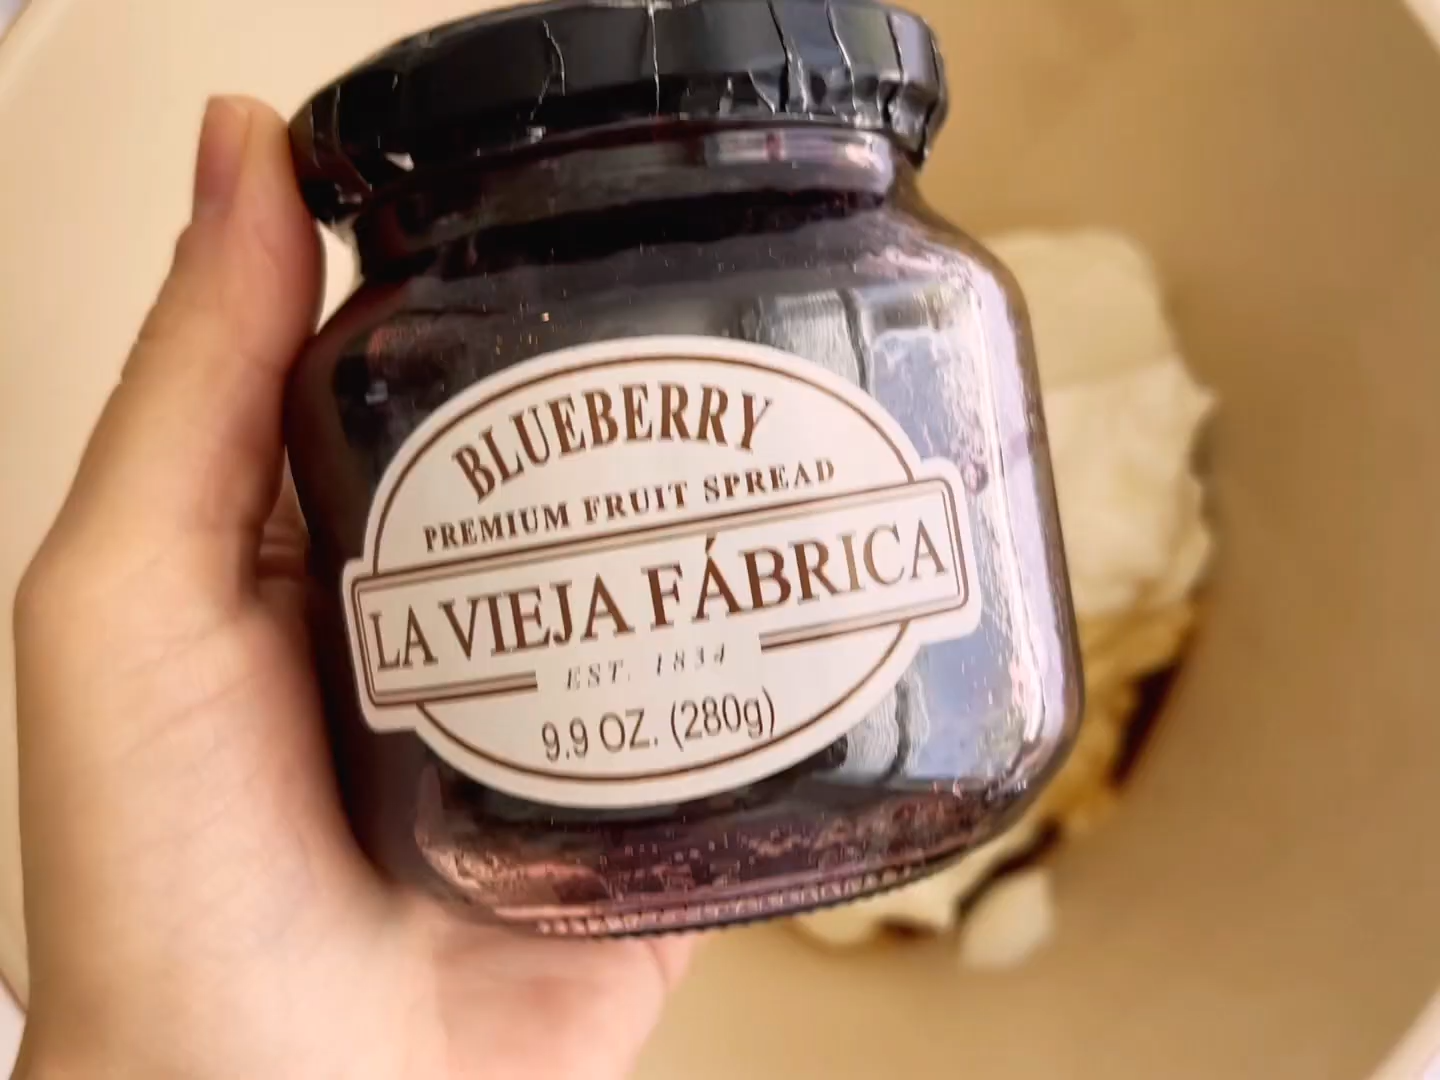 BLUEBERRY
PREMIUM FRUIT SPREAD
LA VIEJA FÁBRICA
EST. 1834
9.9 OZ. (280g)